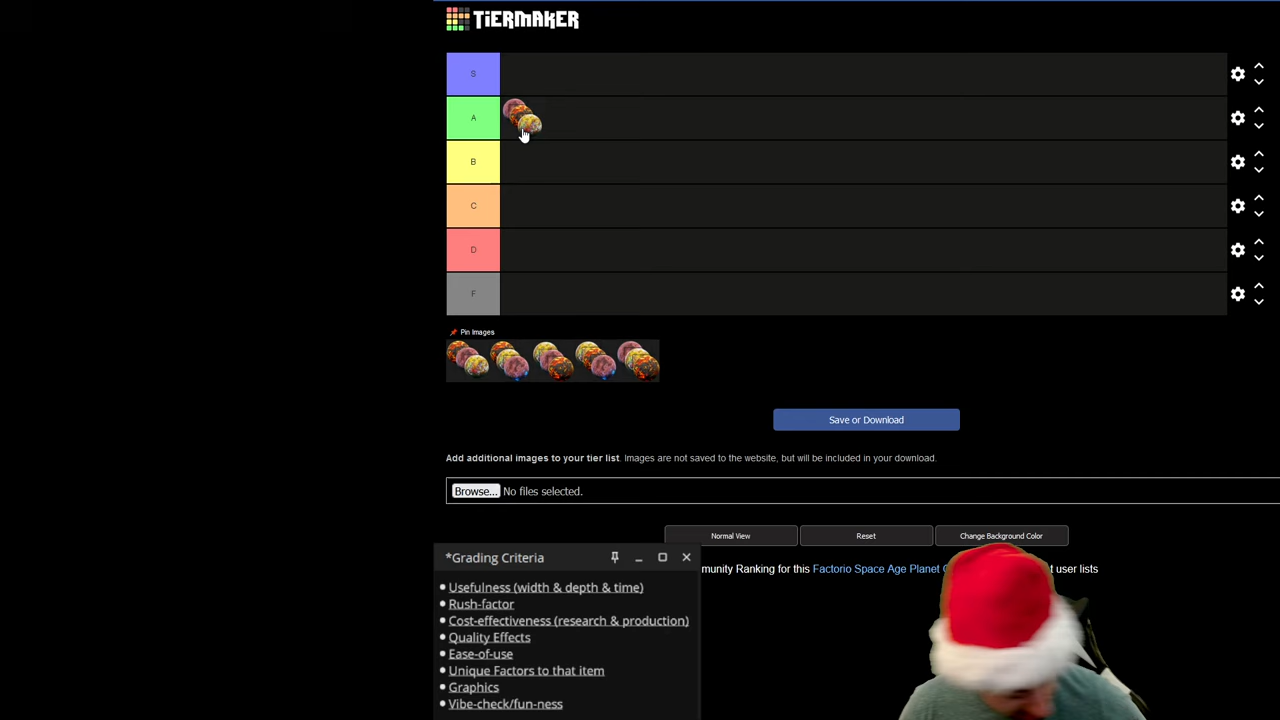 TiERMAKER
S
A
B
C
D
F
Pin Images
Save or Download
Add additional images to your tier list. Images are not saved to the website, but will be included in your download.
Browse... No files selected.
Normal View Reset Change Background Color
*Grading Criteria
munity Ranking for this Factorio Space Age Planet t user lists
Usefulness (width & depth & time)
Rush-factor
Cost-effectiveness (research & production)
Quality Effects
Ease-of-use
Unique Factors to that item
Graphics
Vibe-check/fun-ness